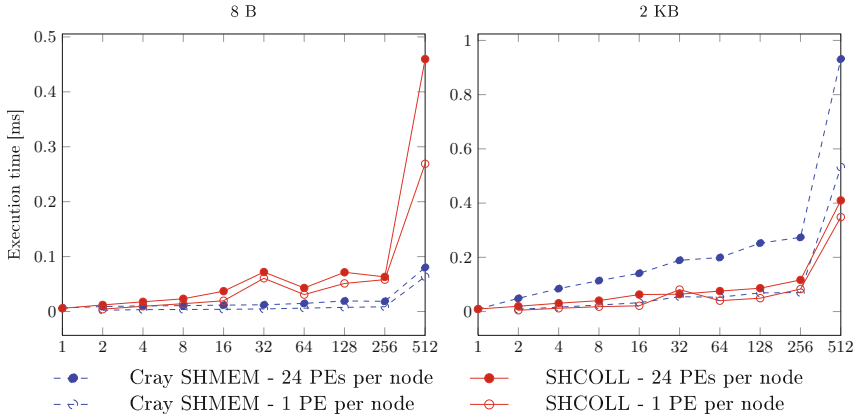 8 B 2 KB
0.5
0.4
0.3
0.2
0.1
0
Execution time [ms]
1 2 4 8 16 32 64 128 256 512
1
0.8
0.6
0.4
0.2
0
1 2 4 8 16 32 64 128 256 512
Cray SHMEM - 24 PEs per node SHCOLL - 24 PEs per node
Cray SHMEM - 1 PE per node SHCOLL - 1 PE per node